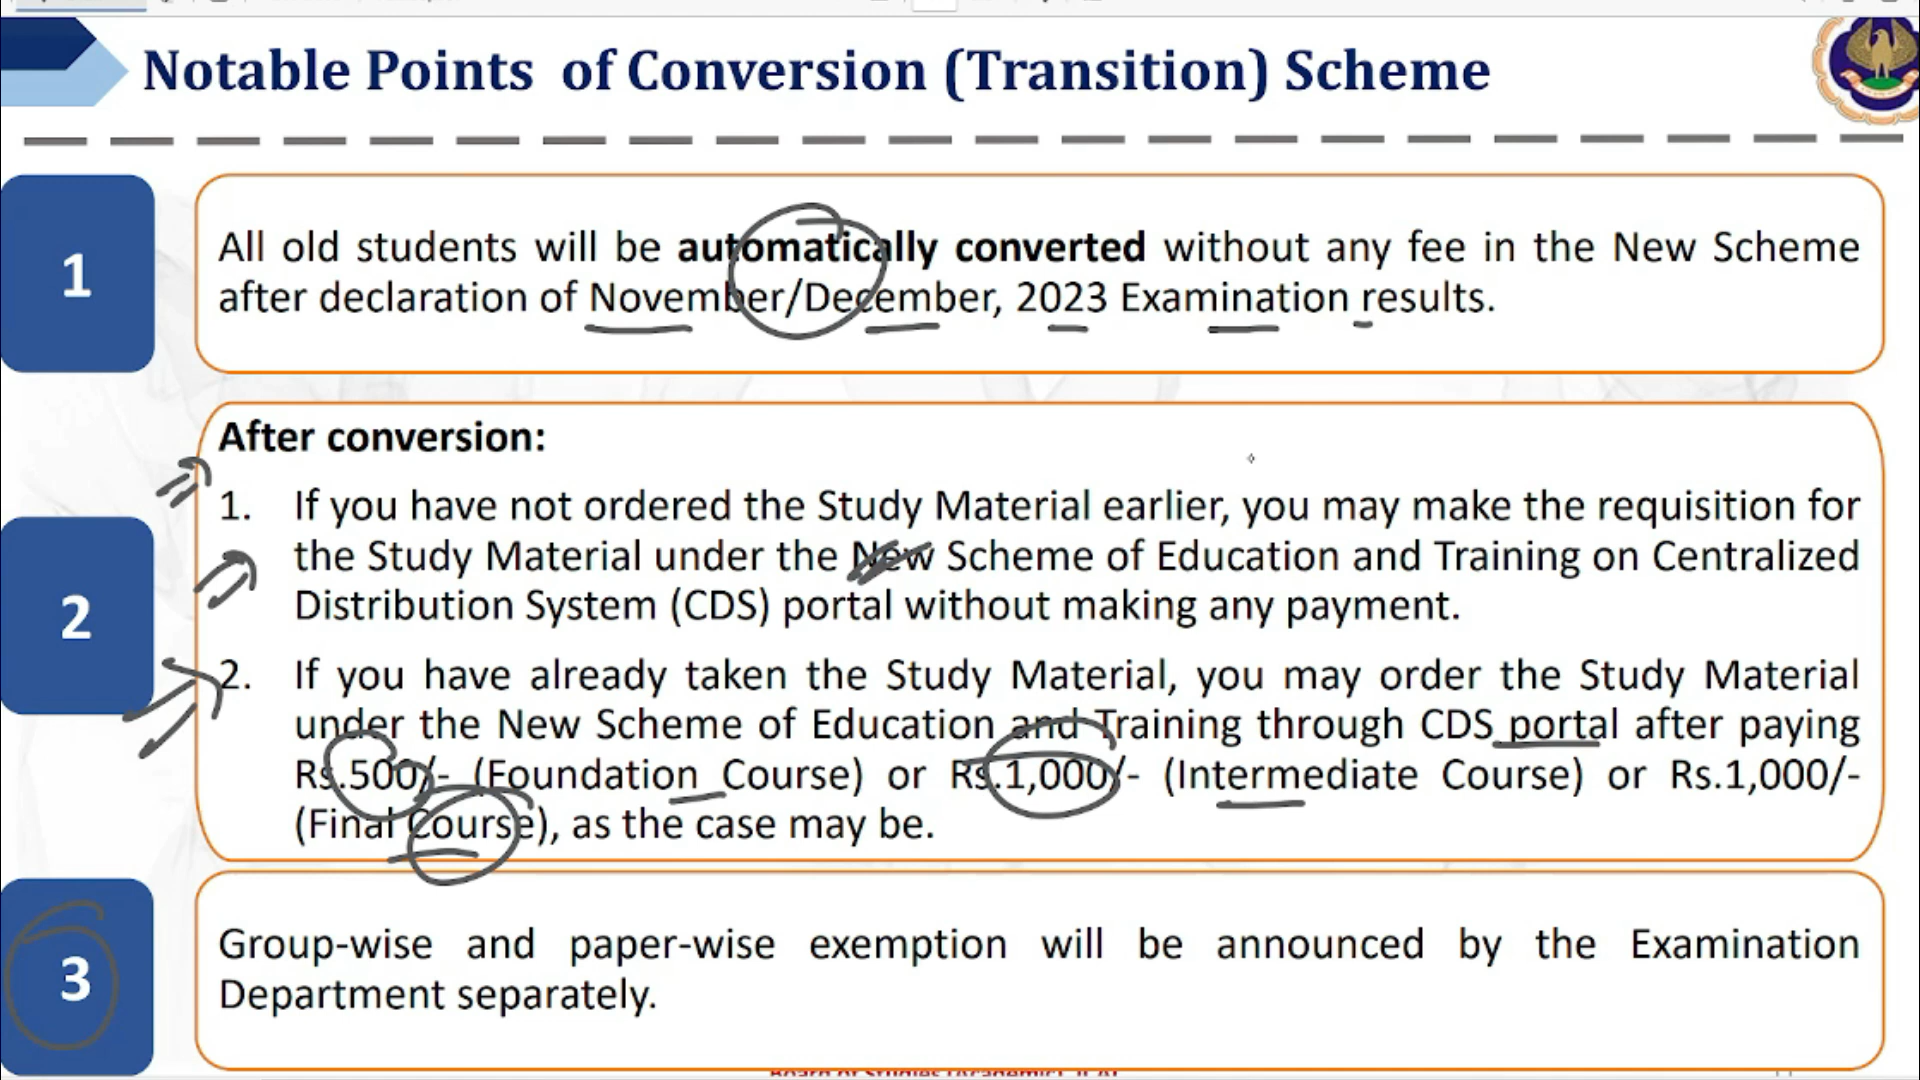 Notable Points of Conversion (Transition) Scheme
1
All old students will be automatically converted without any fee in the New Scheme
after declaration of November/December, 2023 Examination results.
2
After conversion:
1. If you have not ordered the Study Material earlier, you may make the requisition for
the Study Material under the New Scheme of Education and Training on Centralized
Distribution System (CDS) portal without making any payment.
2. If you have already taken the Study Material, you may order the Study Material
under the New Scheme of Education and Training through CDS portal after paying
Rs.500/- (Foundation Course) or Rs.1,000/- (Intermediate Course) or Rs.1,000/-
(Final Course), as the case may be.
3
Group-wise and paper-wise exemption will be announced by the Examination
Department separately.
Board of Studies (Academic), ICAI